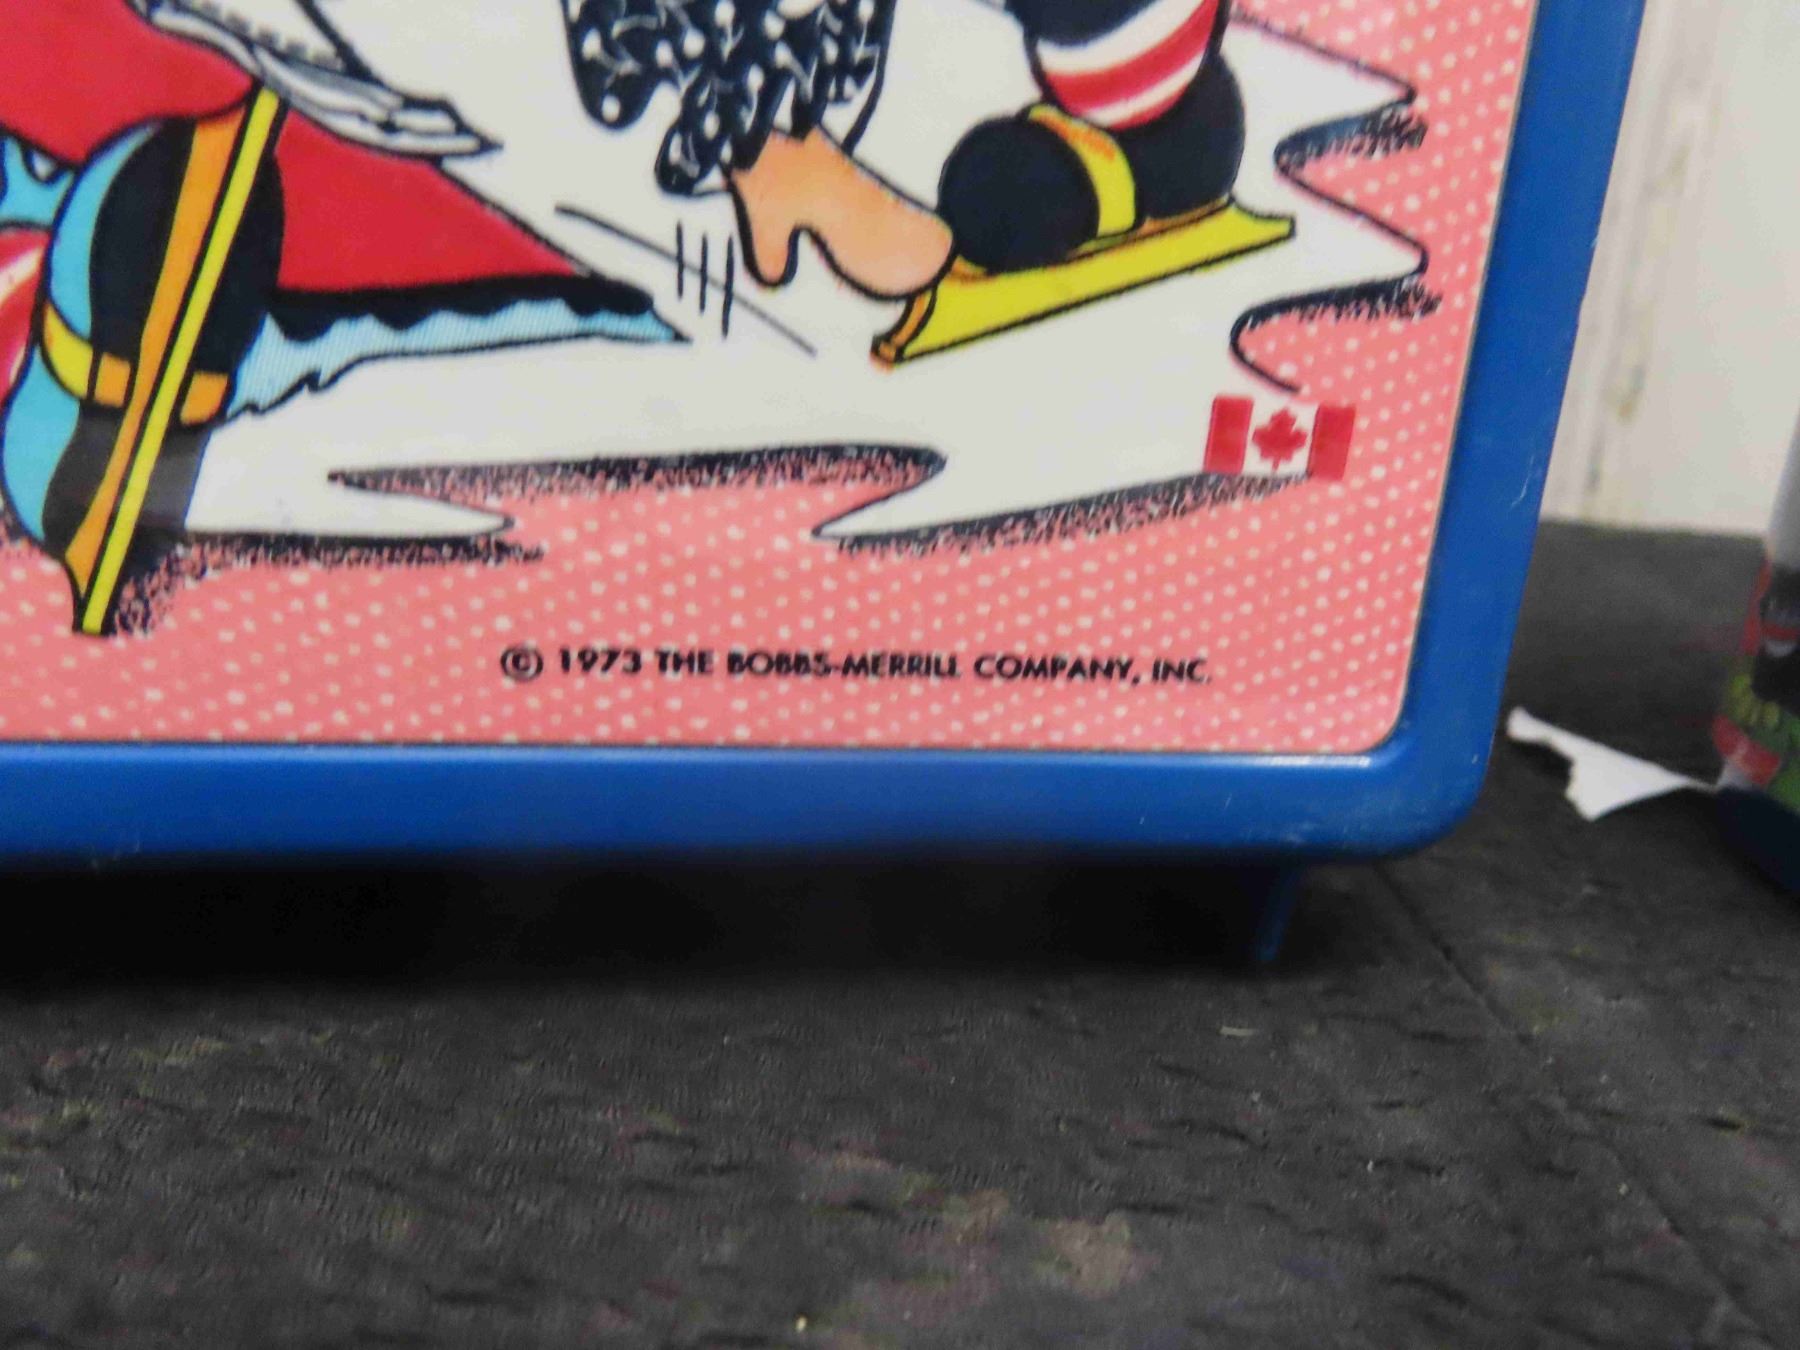 © 1973 THE BOBBS-MERRILL COMPANY, INC.